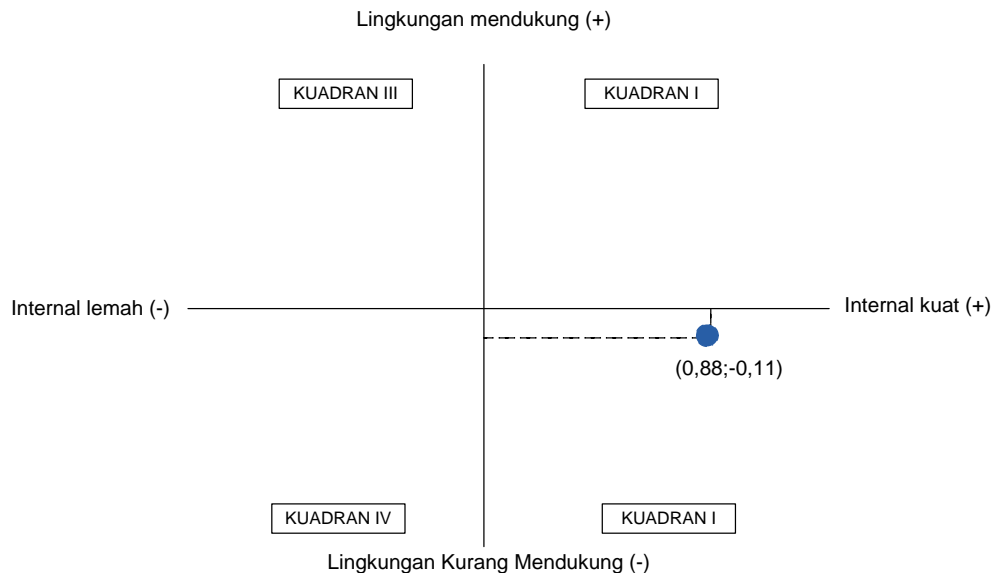 Lingkungan mendukung (+)
KUADRAN III
KUADRAN I
Internal lemah (-)
Internal kuat (+)
(0,88;-0,11)
KUADRAN IV
KUADRAN I
Lingkungan Kurang Mendukung (-)